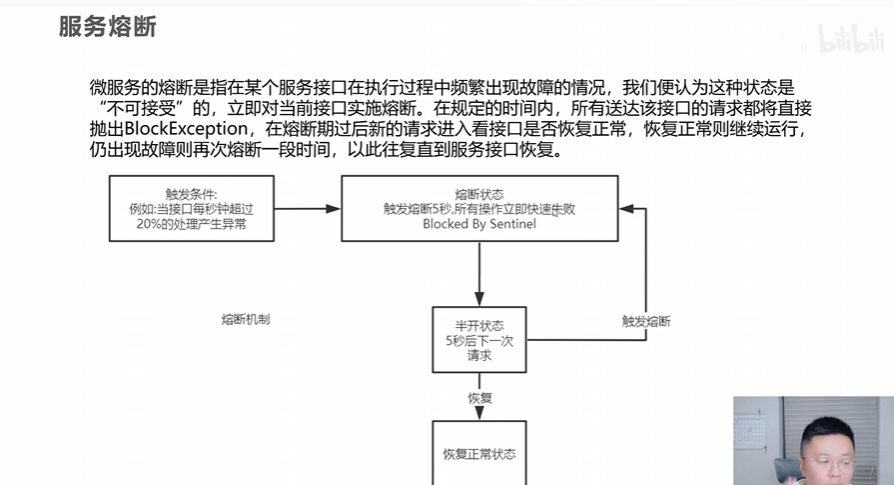 服务熔断
bilibili
微服务的熔断是指在某个服务接口在执行过程中频繁出现故障的情况，我们便认为这种状态是
“不可接受”的，立即对当前接口实施熔断。在规定的时间内，所有送达该接口的请求都将直接
抛出BlockException，在熔断期过后新的请求进入看接口是否恢复正常，恢复正常则继续运行，
仍出现故障则再次熔断一段时间，以此往复直到服务接口恢复。
触发条件:
例如:当接口每秒钟超过
20%的处理产生异常
熔断状态
触发熔断5秒,所有操作立即快速失败
Blocked By Sentinel
熔断机制
半开状态
5秒后下一次
请求
触发熔断
恢复
恢复正常状态